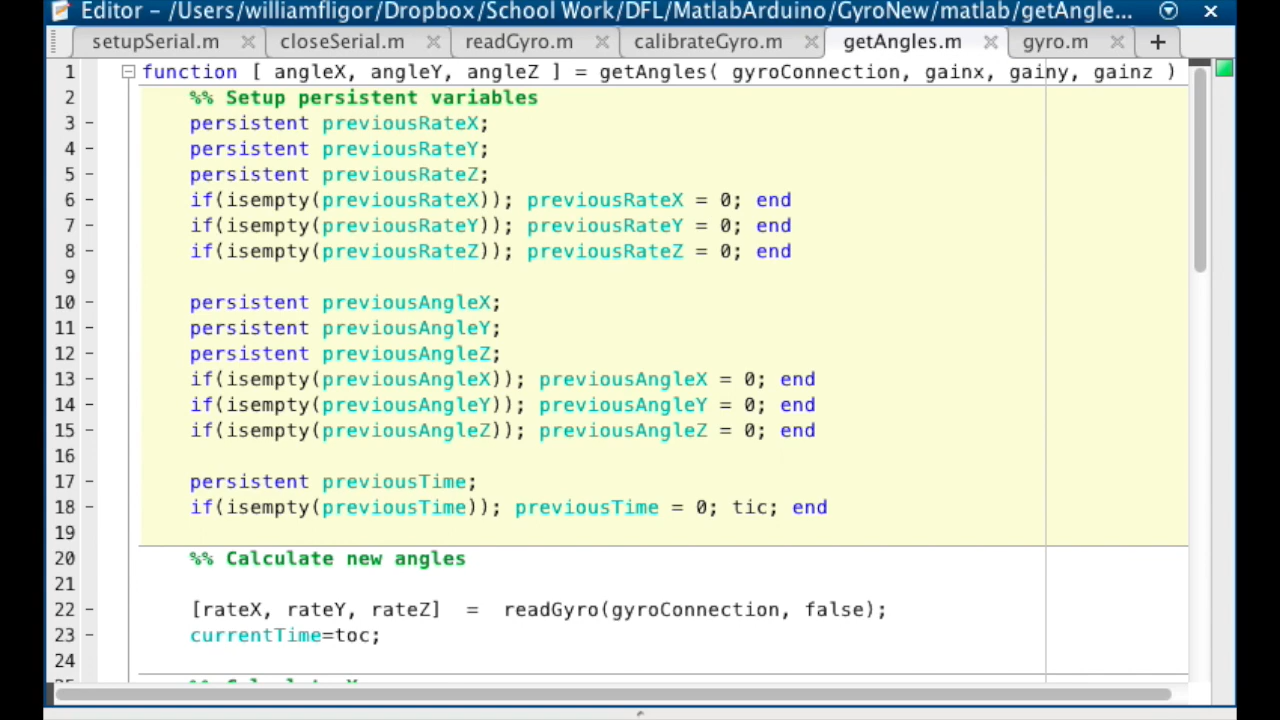 Editor – /Users/williamfligor/Dropbox/School Work/DFL/MatlabArduino/GyroNew/matlab/getAngle...
setupSerial.m closeSerial.m readGyro.m calibrateGyro.m getAngles.m gyro.m
1 function [ angleX, angleY, angleZ ] = getAngles( gyroConnection, gainx, gainy, gainz )
2 %% Setup persistent variables
3 – persistent previousRateX;
4 – persistent previousRateY;
5 – persistent previousRateZ;
6 – if(isempty(previousRateX)); previousRateX = 0; end
7 – if(isempty(previousRateY)); previousRateY = 0; end
8 – if(isempty(previousRateZ)); previousRateZ = 0; end
9
10 – persistent previousAngleX;
11 – persistent previousAngleY;
12 – persistent previousAngleZ;
13 – if(isempty(previousAngleX)); previousAngleX = 0; end
14 – if(isempty(previousAngleY)); previousAngleY = 0; end
15 – if(isempty(previousAngleZ)); previousAngleZ = 0; end
16
17 – persistent previousTime;
18 – if(isempty(previousTime)); previousTime = 0; tic; end
19
20 %% Calculate new angles
21
22 – [rateX, rateY, rateZ] = readGyro(gyroConnection, false);
23 – currentTime=toc;
24